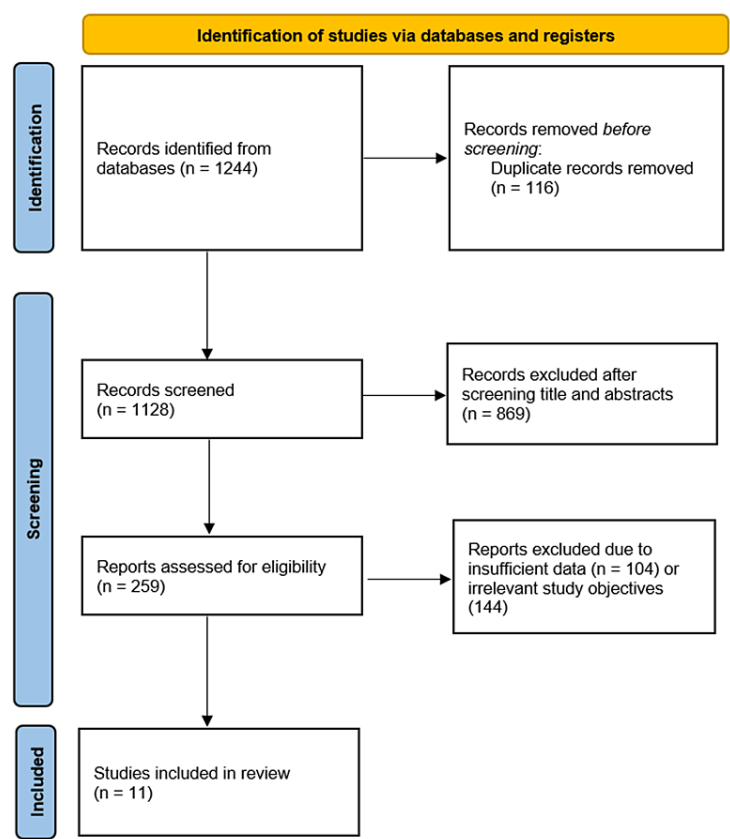 Identification of studies via databases and registers
Identification
Records identified from
databases (n = 1244)
Records removed before
screening:
Duplicate records removed
(n = 116)
Screening
Records screened
(n = 1128)
Records excluded after
screening title and abstracts
(n = 869)
Reports assessed for eligibility
(n = 259)
Reports excluded due to
insufficient data (n = 104) or
irrelevant study objectives
(144)
Included
Studies included in review
(n = 11)